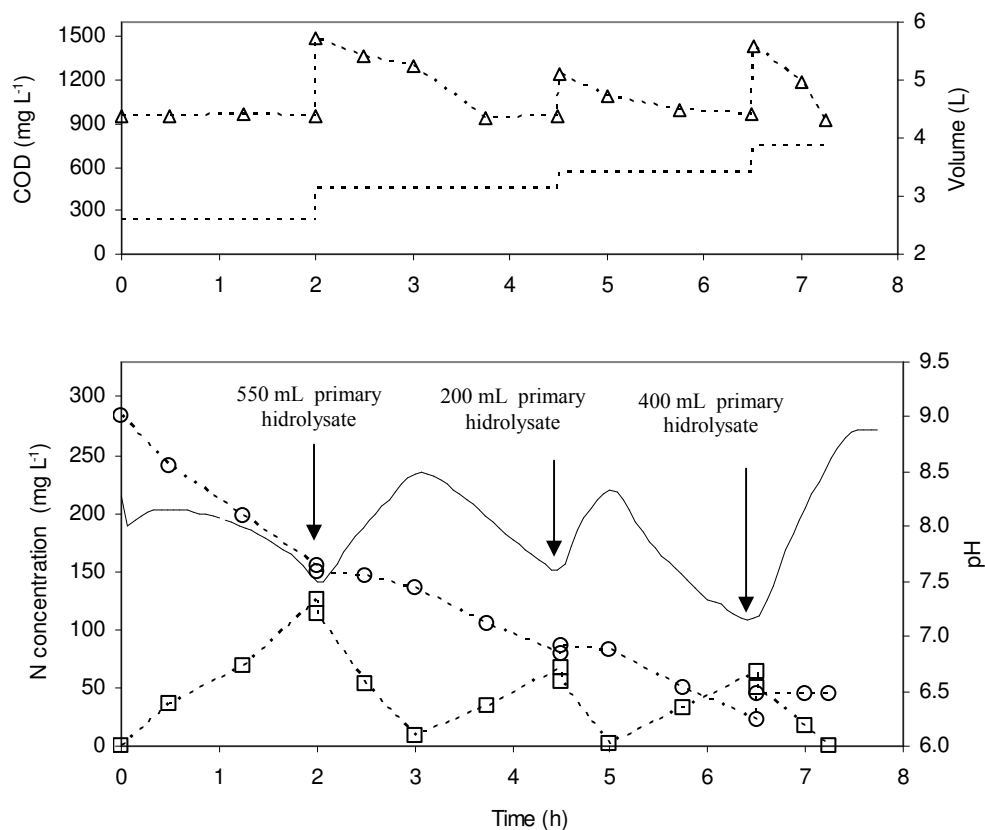 COD (mg L-1)
1500
1200
900
600
300
0
6
5
4
3
2
Volume (L)
0 1 2 3 4 5 6 7 8
N concentration (mg L-1)
300
250
200
150
100
50
0
550 mL primary
hidrolysate
200 mL primary
hidrolysate
400 mL primary
hidrolysate
9.5
9.0
8.5
8.0
7.5
7.0
6.5
6.0
pH
0 1 2 3 4 5 6 7 8
Time (h)